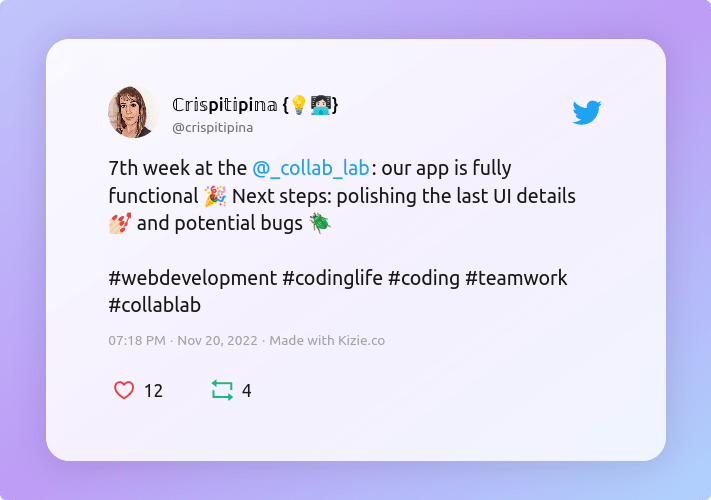 ℂ𝕣𝕚𝕤pi𝕥𝕚pi𝕟𝕒 {💡👩🏻‍💻}
@crispitipina
7th week at the @_collab_lab: our app is fully
functional 🎉 Next steps: polishing the last UI details
💅🏻 and potential bugs 🪲
#webdevelopment #codinglife #coding #teamwork
#collablab
07:18 PM · Nov 20, 2022 · Made with Kizie.co
12 4